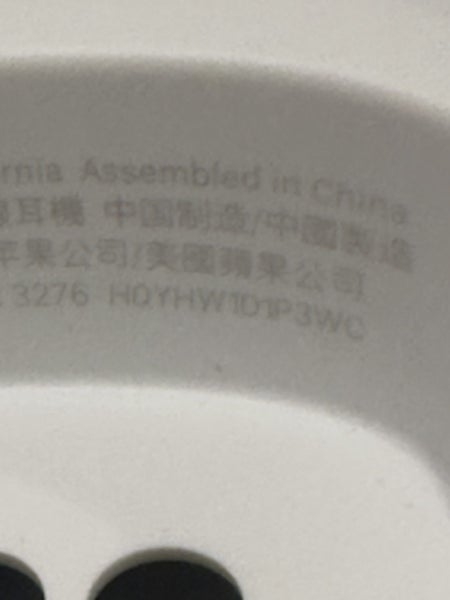 rnia Assembled in China
耳機 中国制造/中國製造
苹果公司/美國蘋果公司
3276 H0YHW1D1P3WC